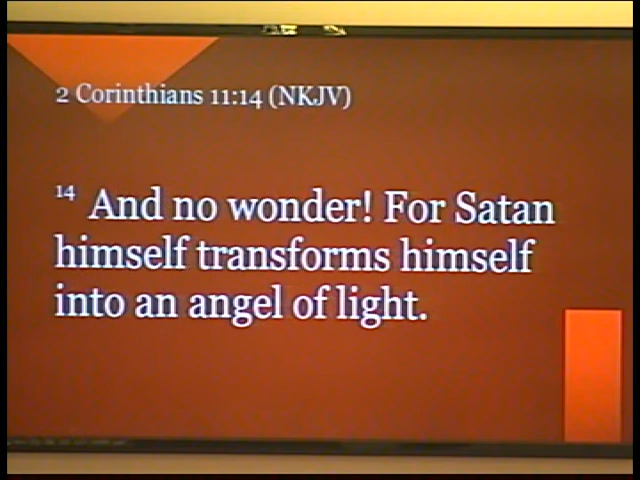 2 Corinthians 11:14 (NKJV)
14 And no wonder! For Satan
himself transforms himself
into an angel of light.